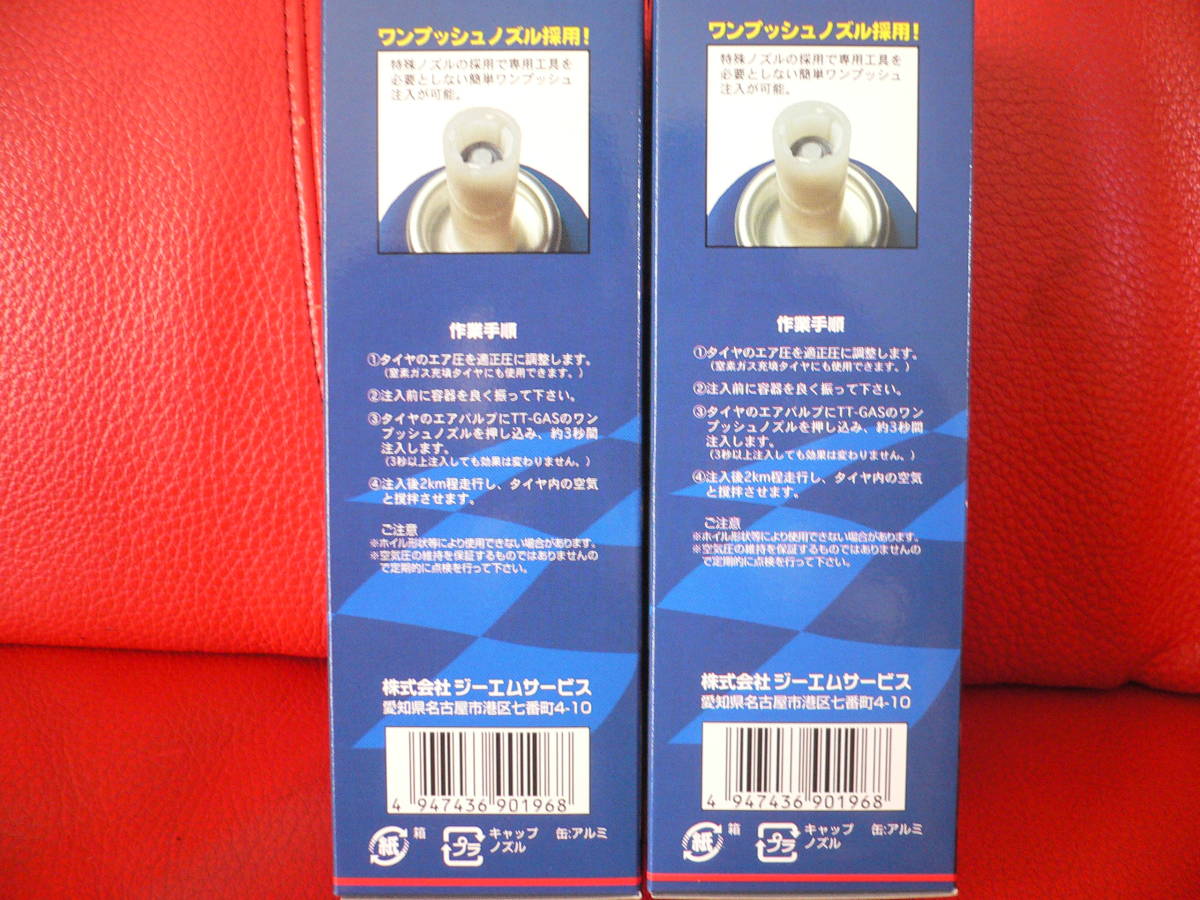 ワンプッシュノズル採用!
特殊ノズルの採用で専用工具を
必要としない簡単ワンプッシュ
注入が可能。
作業手順
①タイヤのエア圧を適正圧に調整します。
(窒素ガス充填タイヤにも使用できます。)
②注入前に容器を良く振って下さい。
③タイヤのエアバルブにTT-GASのワン
プッシュノズルを押し込み、約3秒間
注入します。
(3秒以上注入しても効果は変わりません。)
④注入後2km程走行し、タイヤ内の空気
と撹拌させます。
ご注意
※ホイル形状等により使用できない場合があります。
※空気圧の維持を保証するものではありませんの
で定期的に点検を行って下さい。
株式会社 ジーエムサービス
愛知県名古屋市港区七番町4-10
4 947436 901968
紙 箱
プラ キャップ
ノズル
缶:アルミ
ワンプッシュノズル採用!
特殊ノズルの採用で専用工具を
必要としない簡単ワンプッシュ
注入が可能。
作業手順
①タイヤのエア圧を適正圧に調整します。
(窒素ガス充填タイヤにも使用できます。)
②注入前に容器を良く振って下さい。
③タイヤのエアバルブにTT-GASのワン
プッシュノズルを押し込み、約3秒間
注入します。
(3秒以上注入しても効果は変わりません。)
④注入後2km程走行し、タイヤ内の空気
と撹拌させます。
ご注意
※ホイル形状等により使用できない場合があります。
※空気圧の維持を保証するものではありませんの
で定期的に点検を行って下さい。
株式会社 ジーエムサービス
愛知県名古屋市港区七番町4-10
4 947436 901968
紙 箱
プラ キャップ
ノズル
缶:アルミ